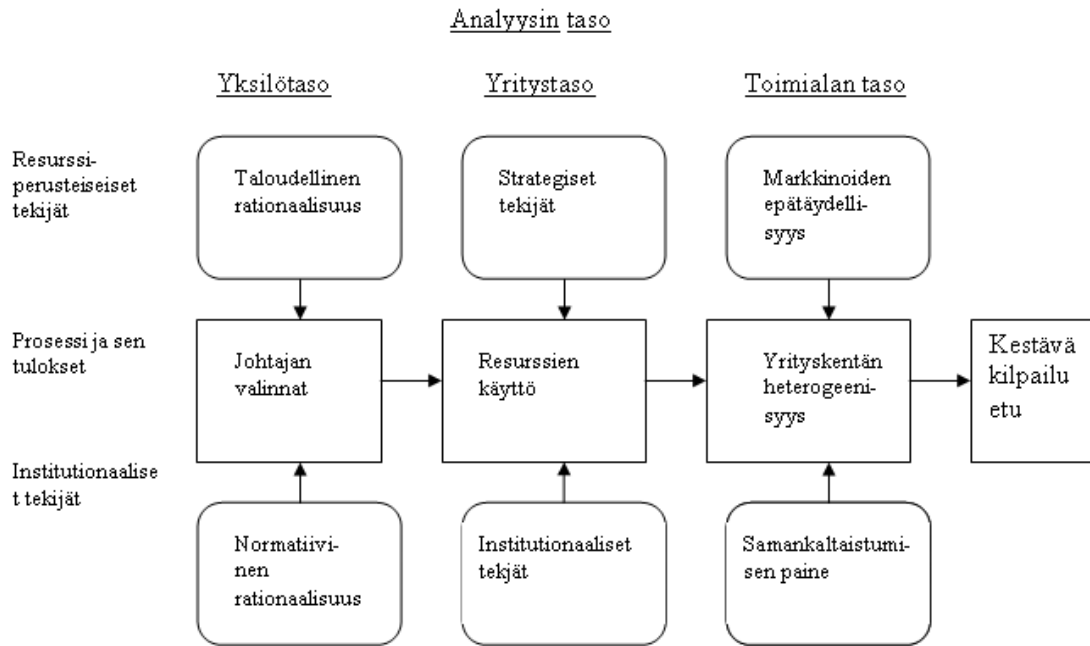 Analyysin taso
Yksilötaso
Yritystaso
Toimialan taso
Resurssi-
perusteiseiset
tekijät
Taloudellinen
rationaalisuus
Strategiset
tekijät
Markkinoiden
epätäydelli-
syys
Prosessi ja sen
tulokset
Johtajan
valinnat
Resurssien
käyttö
Yrityskentän
heterogeeni-
syys
Kestävä
kilpailu
etu
Institutionaalise
t tekijät
Normatiivi-
nen
rationaalisuus
Institutionaaliset
tekjät
Samankaltaistumi-
sen paine